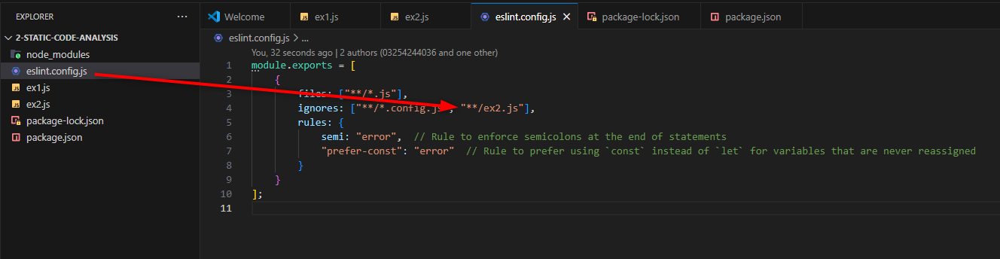 EXPLORER
···
2-STATIC-CODE-ANALYSIS
node_modules
eslint.config.js
JS ex1.js
JS ex2.js
package-lock.json
package.json
Welcome
JS ex1.js
JS ex2.js
eslint.config.js
package-lock.json
package.json
eslint.config.js > ...
You, 32 seconds ago | 2 authors (03254244036 and one other)
1 module.exports = [
2 {
3 files: ["**/*.js"],
4 ignores: ["**/*.config.js", "**/ex2.js"],
5 rules: {
6 semi: "error",  // Rule to enforce semicolons at the end of statements
7 "prefer-const": "error"  // Rule to prefer using `const` instead of `let` for variables that are never reassigned
8 }
9 }
10 ];
11